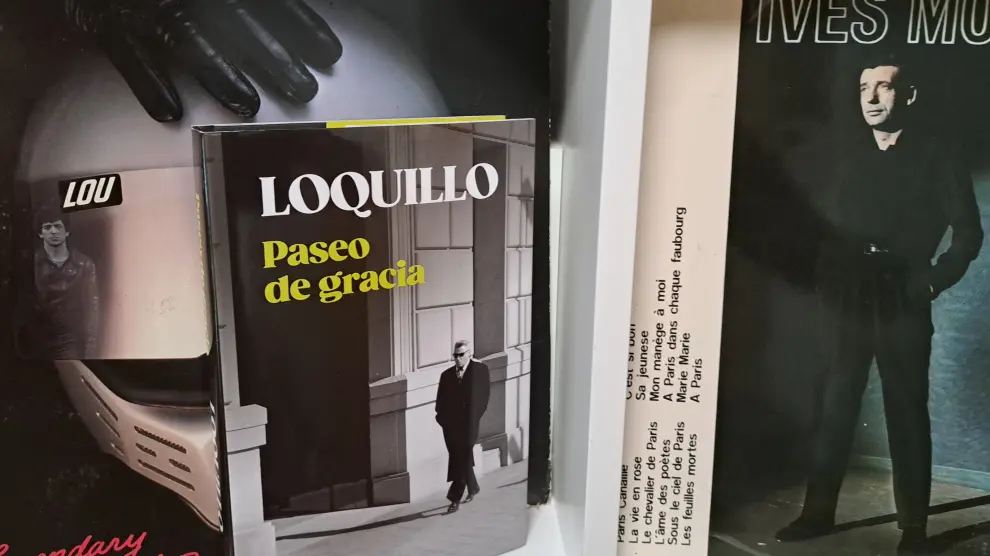 LOU
LOQUILLO
Paseo
de gracia
C'est si bon
Sa jeunese
Mon manège à moi
A Paris dans chaque faubourg
Marie Marie
A Paris
Paris Canaille
La vie en rose
Le chevalier de Paris
L'âme des poètes
Sous le ciel de Paris
Les feuilles mortes
IVES MO